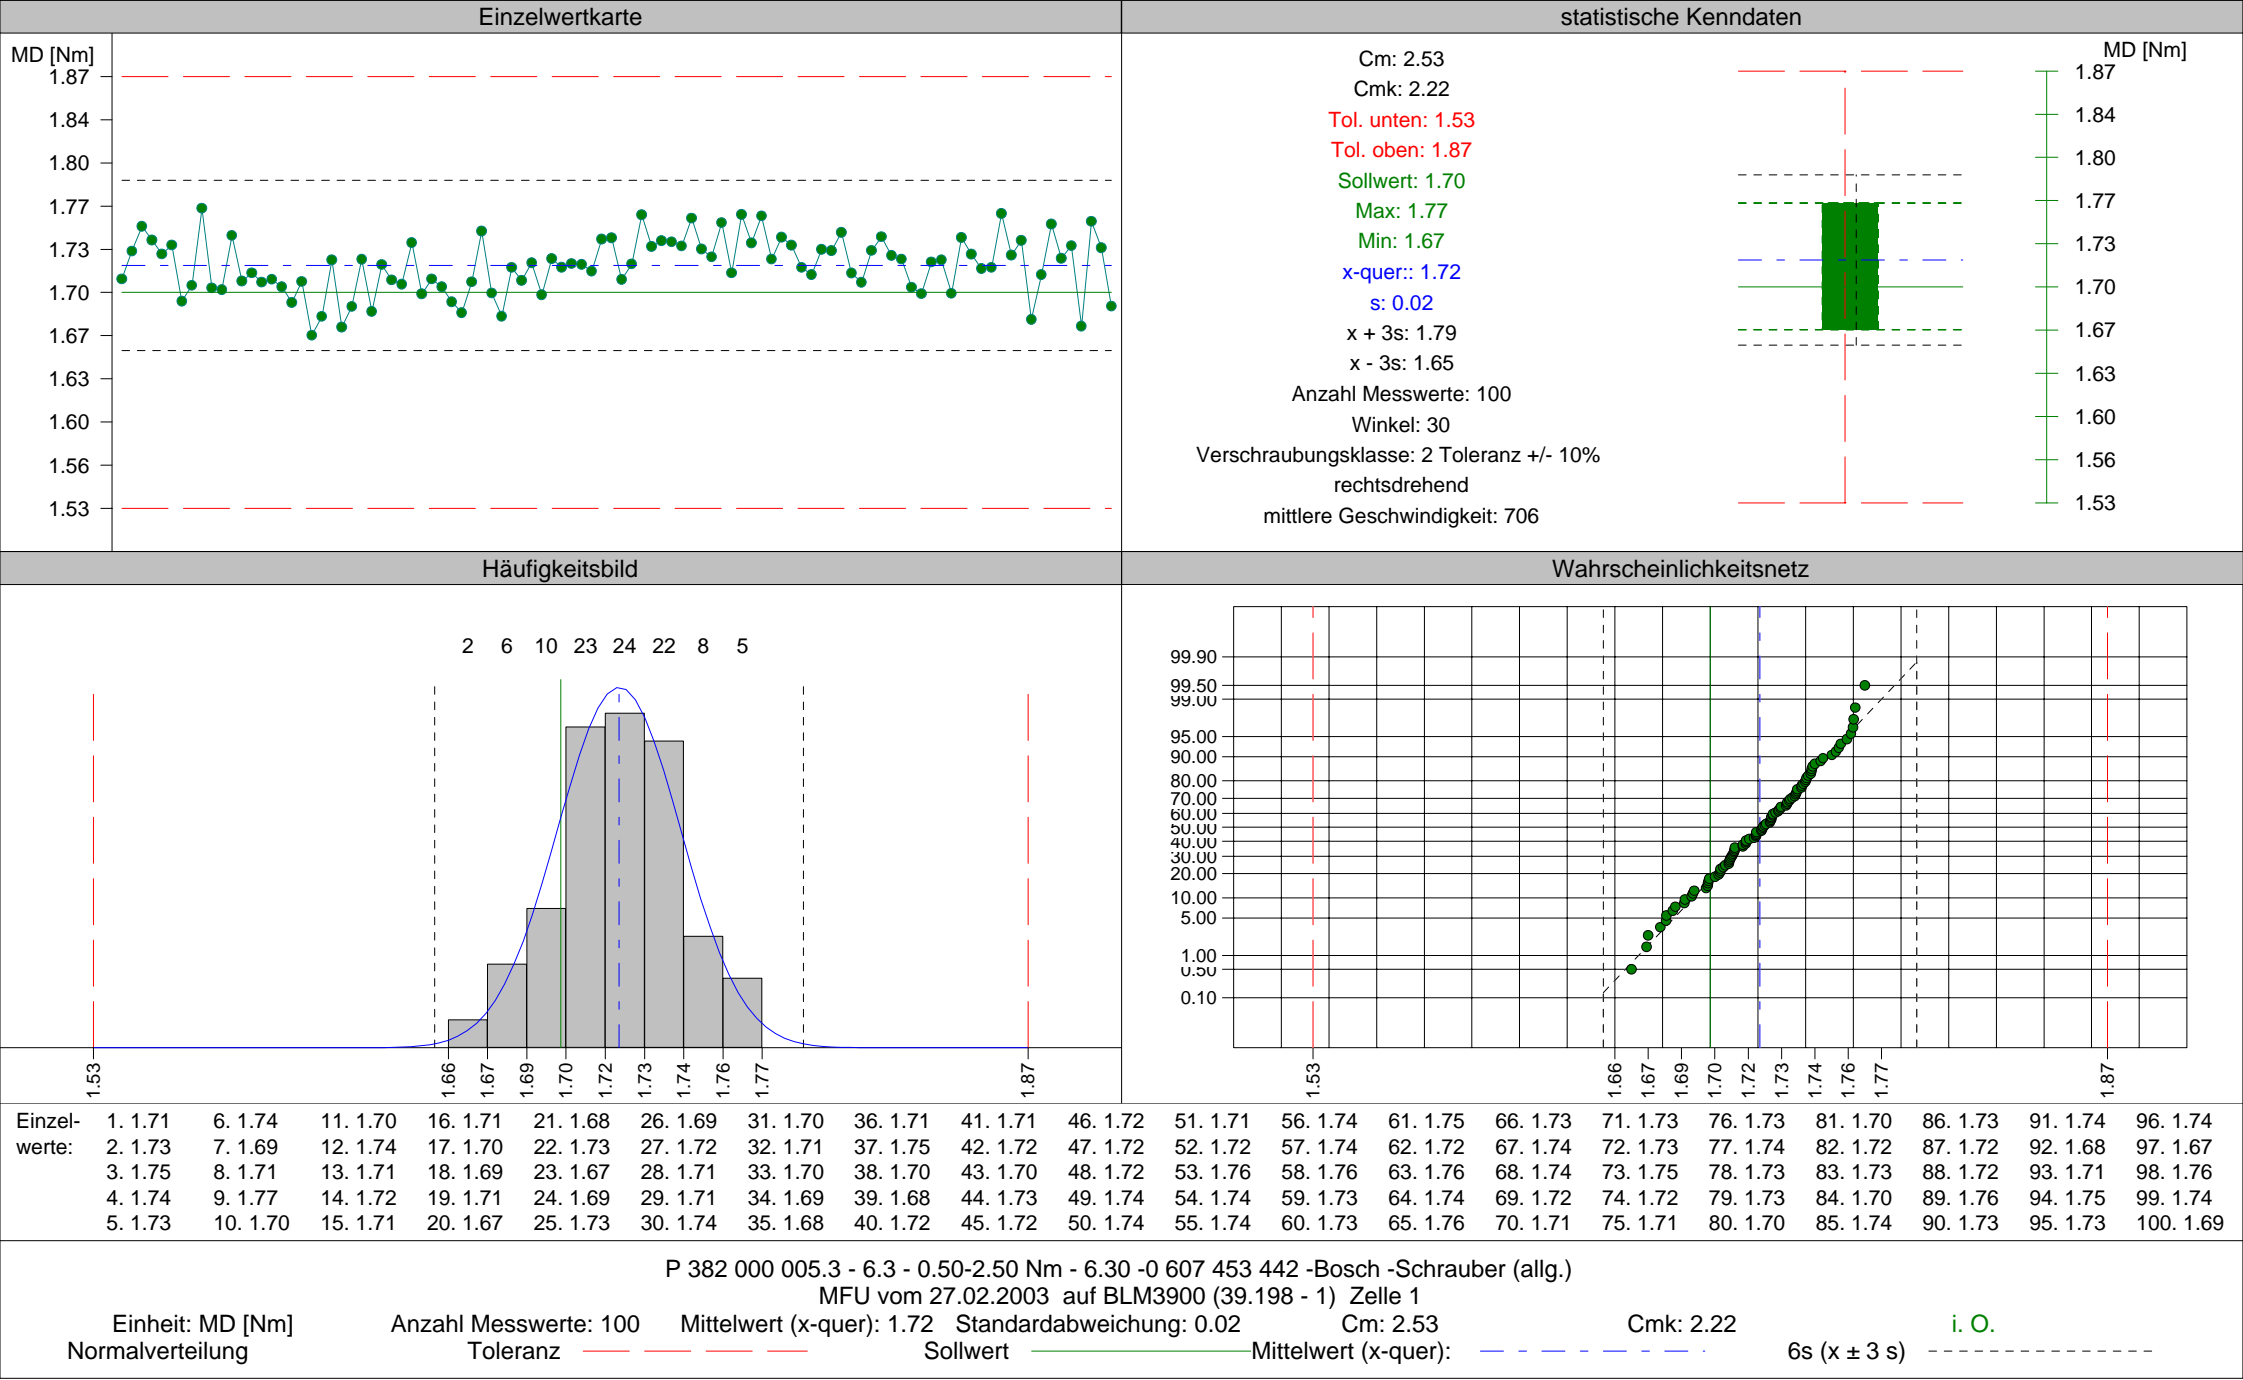 Einzelwertkarte
MD [Nm]
1.87
1.84
1.80
1.77
1.73
1.70
1.67
1.63
1.60
1.56
1.53
statistische Kenndaten
Cm: 2.53
Cmk: 2.22
Tol. unten: 1.53
Tol. oben: 1.87
Sollwert: 1.70
Max: 1.77
Min: 1.67
x-quer:: 1.72
s: 0.02
x + 3s: 1.79
x - 3s: 1.65
Anzahl Messwerte: 100
Winkel: 30
Verschraubungsklasse: 2 Toleranz +/- 10%
rechtsdrehend
mittlere Geschwindigkeit: 706
MD [Nm]
1.87
1.84
1.80
1.77
1.73
1.70
1.67
1.63
1.60
1.56
1.53
Häufigkeitsbild
2 6 10 23 24 22 8 5
1.53 1.66 1.67 1.69 1.70 1.72 1.73 1.74 1.76 1.77 1.87
Wahrscheinlichkeitsnetz
99.90
99.50
99.00
95.00
90.00
80.00
70.00
60.00
50.00
40.00
30.00
20.00
10.00
5.00
1.00
0.50
0.10
1.53 1.66 1.67 1.69 1.70 1.72 1.73 1.74 1.76 1.77 1.87
Einzel- 1. 1.71 6. 1.74 11. 1.70 16. 1.71 21. 1.68 26. 1.69 31. 1.70 36. 1.71 41. 1.71 46. 1.72 51. 1.71 56. 1.74 61. 1.75 66. 1.73 71. 1.73 76. 1.73 81. 1.70 86. 1.73 91. 1.74 96. 1.74
werte: 2. 1.73 7. 1.69 12. 1.74 17. 1.70 22. 1.73 27. 1.72 32. 1.71 37. 1.75 42. 1.72 47. 1.72 52. 1.72 57. 1.74 62. 1.72 67. 1.74 72. 1.73 77. 1.74 82. 1.72 87. 1.72 92. 1.68 97. 1.67
3. 1.75 8. 1.71 13. 1.71 18. 1.69 23. 1.67 28. 1.71 33. 1.70 38. 1.70 43. 1.70 48. 1.72 53. 1.76 58. 1.76 63. 1.76 68. 1.74 73. 1.75 78. 1.73 83. 1.73 88. 1.72 93. 1.71 98. 1.76
4. 1.74 9. 1.77 14. 1.72 19. 1.71 24. 1.69 29. 1.71 34. 1.69 39. 1.68 44. 1.73 49. 1.74 54. 1.74 59. 1.73 64. 1.74 69. 1.72 74. 1.72 79. 1.73 84. 1.70 89. 1.76 94. 1.75 99. 1.74
5. 1.73 10. 1.70 15. 1.71 20. 1.67 25. 1.73 30. 1.74 35. 1.68 40. 1.72 45. 1.72 50. 1.74 55. 1.74 60. 1.73 65. 1.76 70. 1.71 75. 1.71 80. 1.70 85. 1.74 90. 1.73 95. 1.73 100. 1.69
P 382 000 005.3 - 6.3 - 0.50-2.50 Nm - 6.30 -0 607 453 442 -Bosch -Schrauber (allg.)
MFU vom 27.02.2003 auf BLM3900 (39.198 - 1) Zelle 1
Einheit: MD [Nm] Anzahl Messwerte: 100 Mittelwert (x-quer): 1.72 Standardabweichung: 0.02 Cm: 2.53 Cmk: 2.22 i. O.
Normalverteilung Toleranz Sollwert Mittelwert (x-quer): 6s (x ± 3 s)